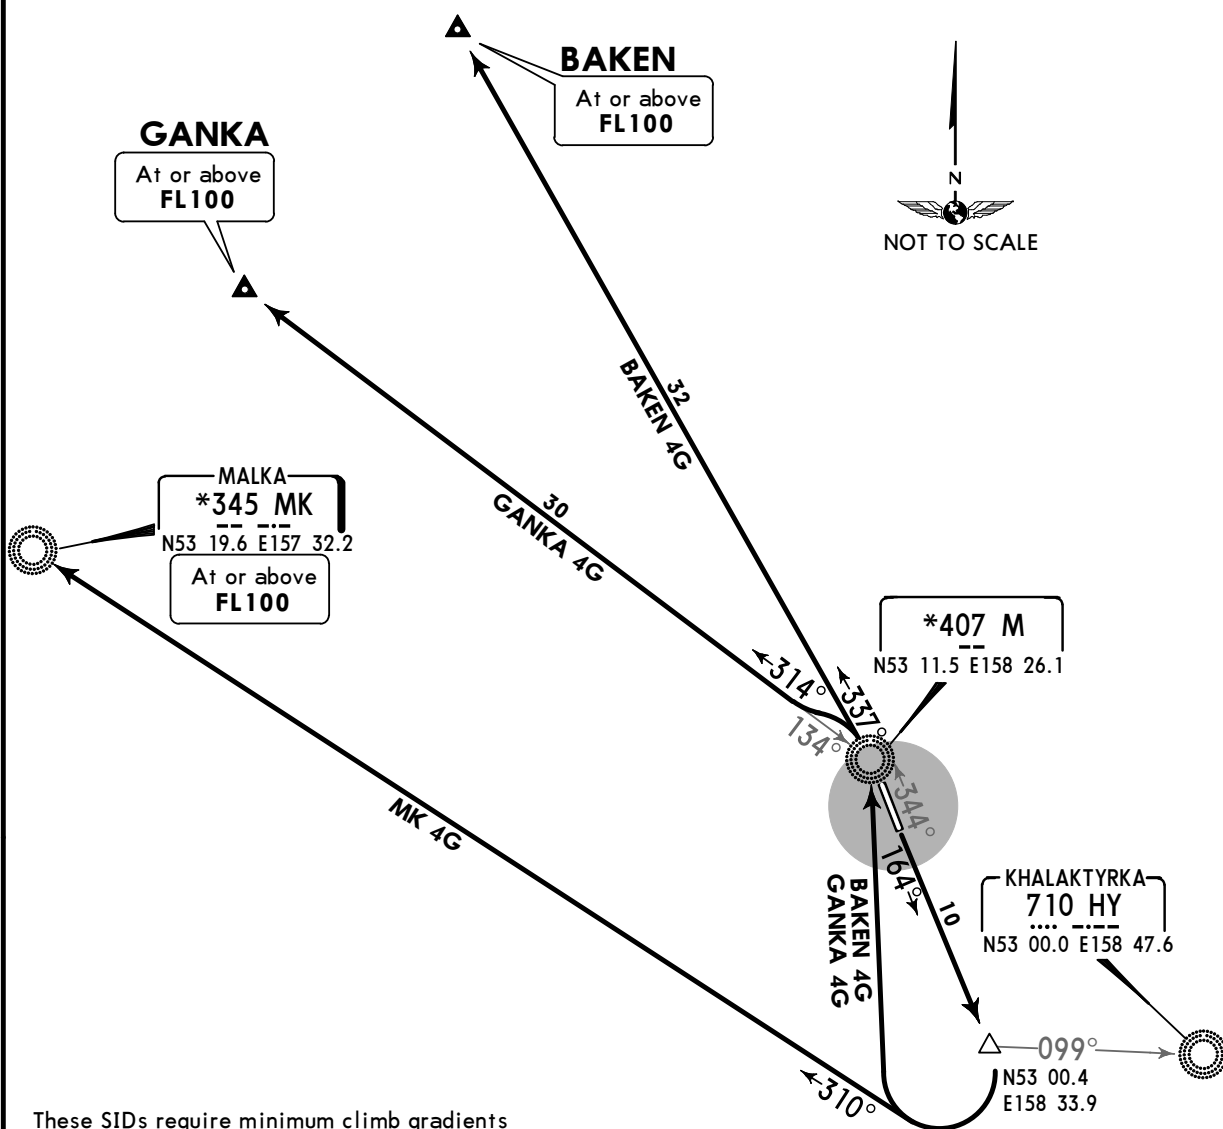 BAKEN
At or above
FL100
GANKA
At or above
FL100
N
NOT TO SCALE
32
BAKEN 4G
30
GANKA 4G
MALKA
*345 MK
N53 19.6 E157 32.2
At or above
FL100
*407 M
N53 11.5 E158 26.1
314°
337°
134°
344°
MK 4G
164°
10
BAKEN 4G
GANKA 4G
KHALAKTYRKA
710 HY
N53 00.0 E158 47.6
099°
N53 00.4
E158 33.9
310°
These SIDs require minimum climb gradients